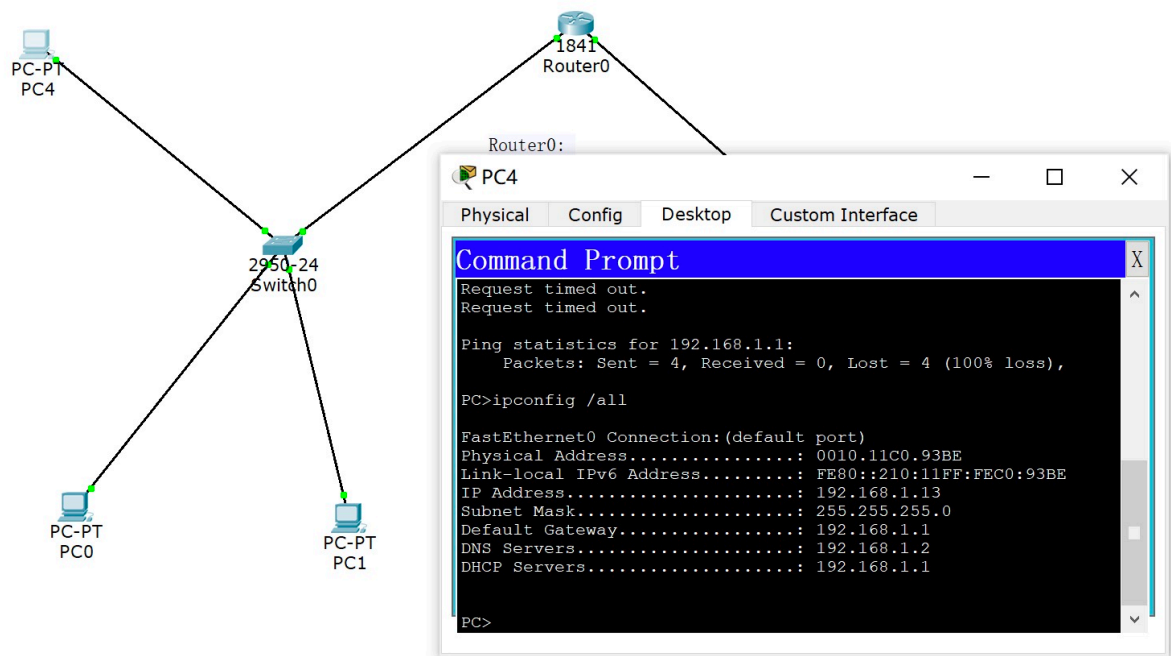 PC-PT
PC4
1841
Router0
Router0:
2950-24
Switch0
PC-PT
PC0
PC-PT
PC1
PC4
Physical Config Desktop Custom Interface
Command Prompt X
Request timed out.
Request timed out.
Ping statistics for 192.168.1.1:
Packets: Sent = 4, Received = 0, Lost = 4 (100% loss),
PC>ipconfig /all
FastEthernet0 Connection:(default port)
Physical Address................: 0010.11C0.93BE
Link-local IPv6 Address.........: FE80::210:11FF:FEC0:93BE
IP Address......................: 192.168.1.13
Subnet Mask.....................: 255.255.255.0
Default Gateway.................: 192.168.1.1
DNS Servers.....................: 192.168.1.2
DHCP Servers....................: 192.168.1.1
PC>